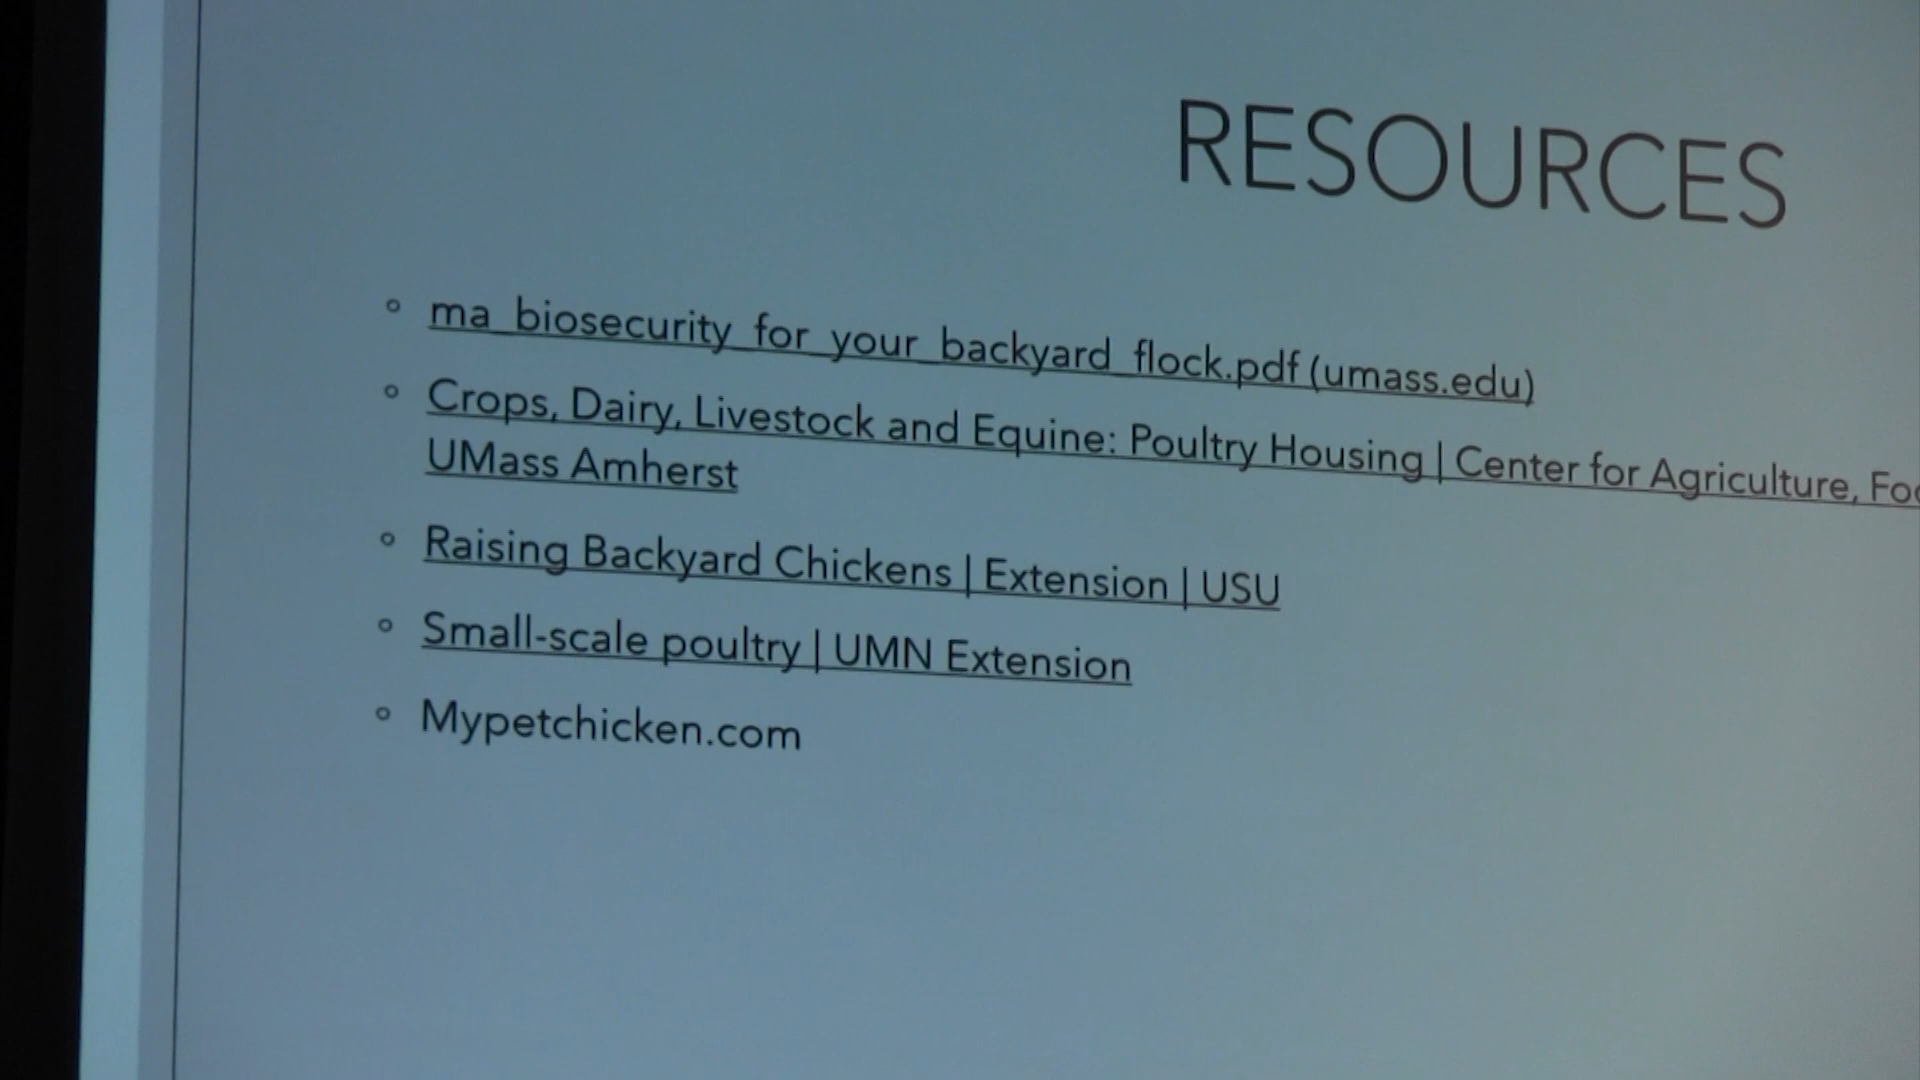 RESOURCES
ma_biosecurity_for_your_backyard_flock.pdf (umass.edu)
Crops, Dairy, Livestock and Equine: Poultry Housing | Center for Agriculture,
UMass Amherst
Raising Backyard Chickens | Extension | USU
Small-scale poultry | UMN Extension
Mypetchicken.com